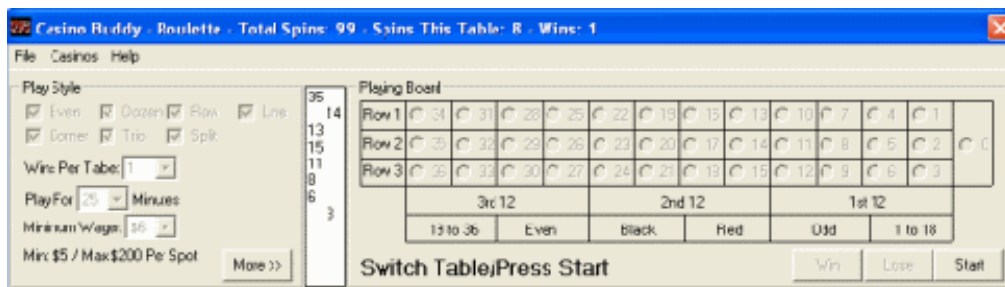 Casino Buddy - Roulette - Total Spins: 99 - Spins This Table: 8 - Wins: 1
File Casinos Help
Play Style
Playing Board
Even Dozen Row Line
Corner Trio Split
35
14
13
15
11
8
6
3
Row 1 34 31 28 25 22 19 16 13 10 7 4 1
Row 2 35 32 29 26 23 20 17 14 11 8 5 2 0
Row 3 36 33 30 27 24 21 18 15 12 9 6 3
3rd 12 2nd 12 1st 12
19 to 36 Even Black Red Odd 1 to 18
Wins Per Table: 1
Play For 25 Minutes
Minimum Wager: $6
Min: $5 / Max $200 Per Spot
More >>
Switch Table/Press Start
Win Lose Start